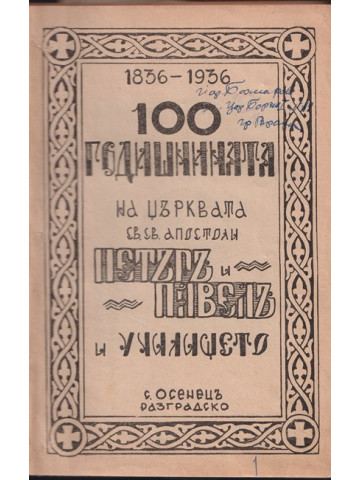 1836-1936
100
ГОДИШНИНАТА
НА ЦЪРКВАТА
СВ.СВ. АПОСТОЛИ
ПЕТЪРЪ и
ПАВЕЛЪ
и УЧИЛИЩЕТО
С. ОСЕНЕЦЪ
РАЗГРАДСКО
1